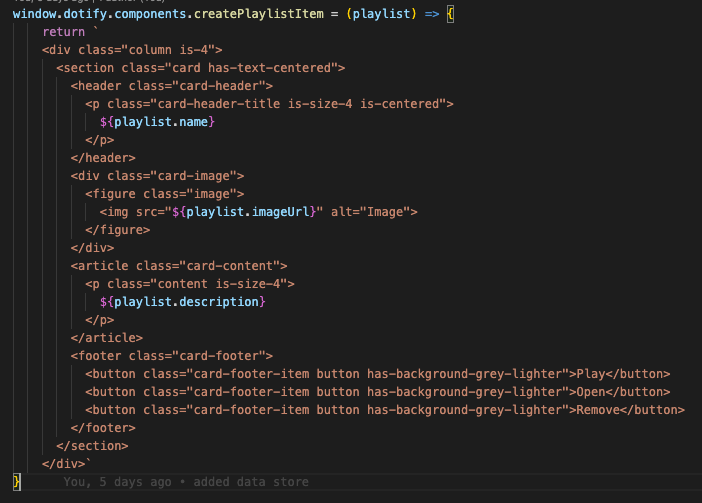 window.dotify.components.createPlaylistItem = (playlist) => {
    return `
    <div class="column is-4">
      <section class="card has-text-centered">
        <header class="card-header">
          <p class="card-header-title is-size-4 is-centered">
            ${playlist.name}
          </p>
        </header>
        <div class="card-image">
          <figure class="image">
            <img src="${playlist.imageUrl}" alt="Image">
          </figure>
        </div>
        <article class="card-content">
          <p class="content is-size-4">
            ${playlist.description}
          </p>
        </article>
        <footer class="card-footer">
          <button class="card-footer-item button has-background-grey-lighter">Play</button>
          <button class="card-footer-item button has-background-grey-lighter">Open</button>
          <button class="card-footer-item button has-background-grey-lighter">Remove</button>
        </footer>
      </section>
    </div>`
}      You, 5 days ago • added data store